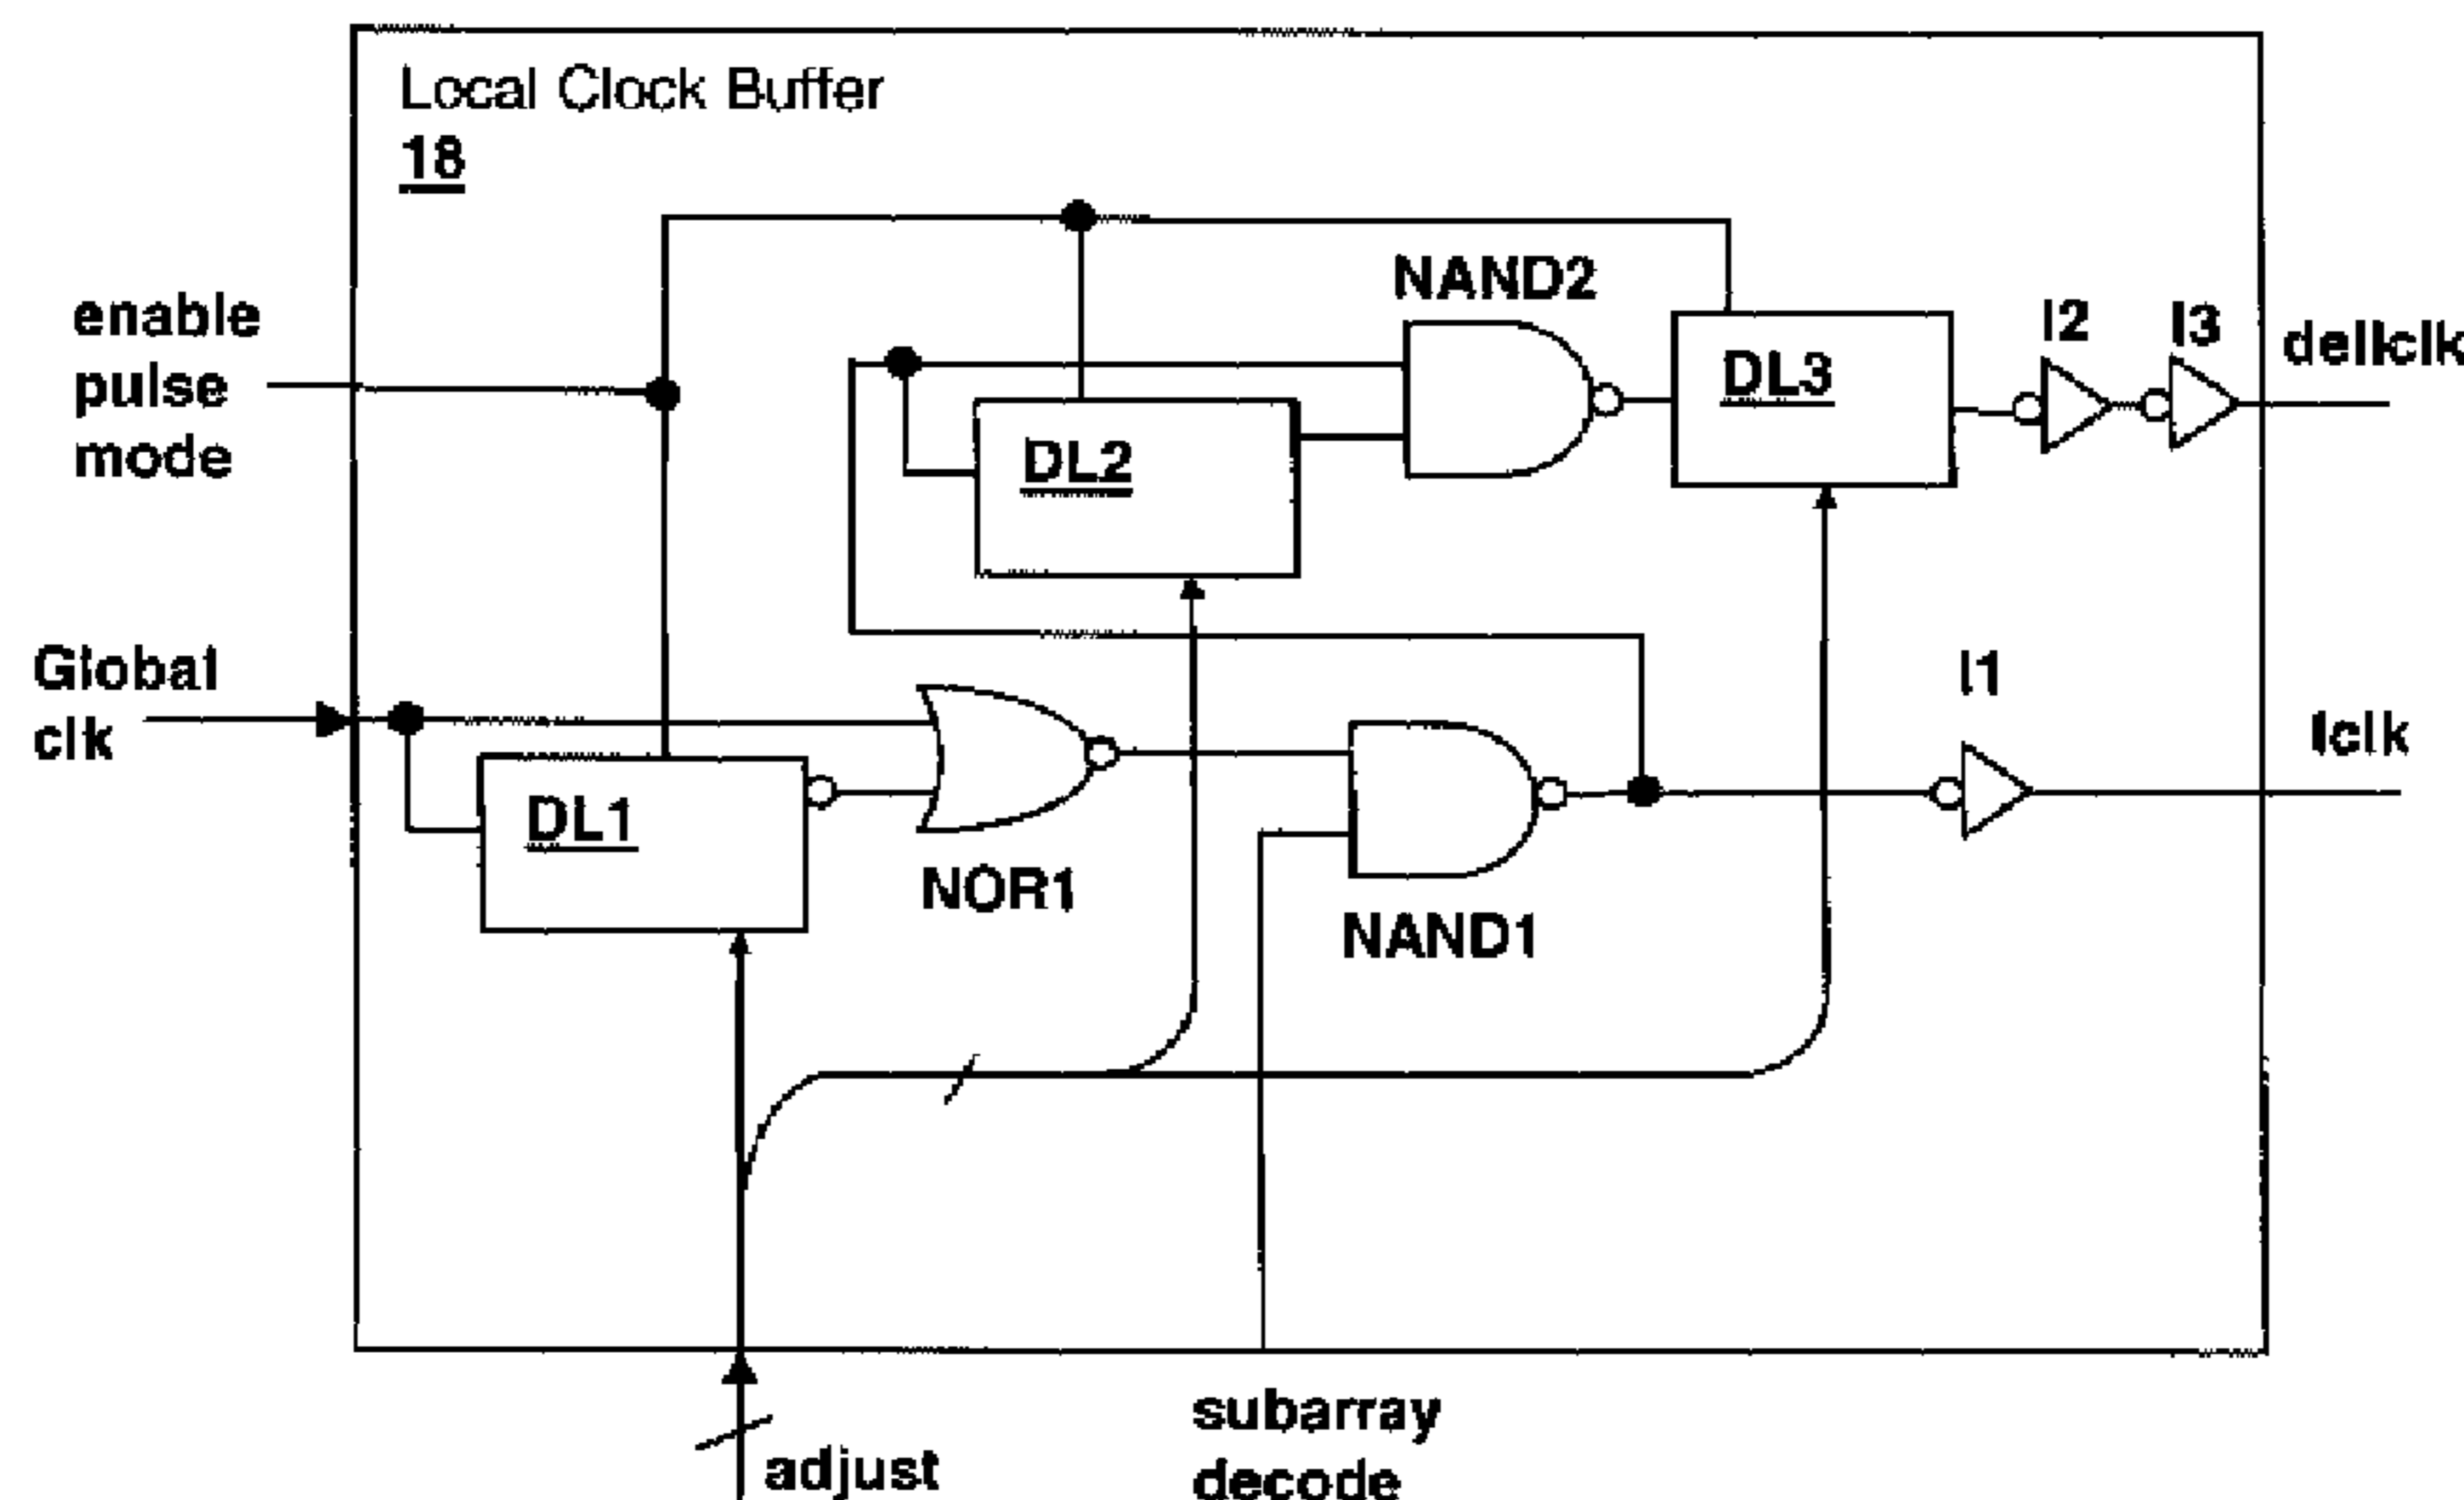 Local Clock Buffer
18
enable
pulse
mode
NAND2
I2
I3
dellclk
DL3
DL2
Global
clk
I1
lclk
DL1
NOR1
NAND1
adjust
subarray
decode